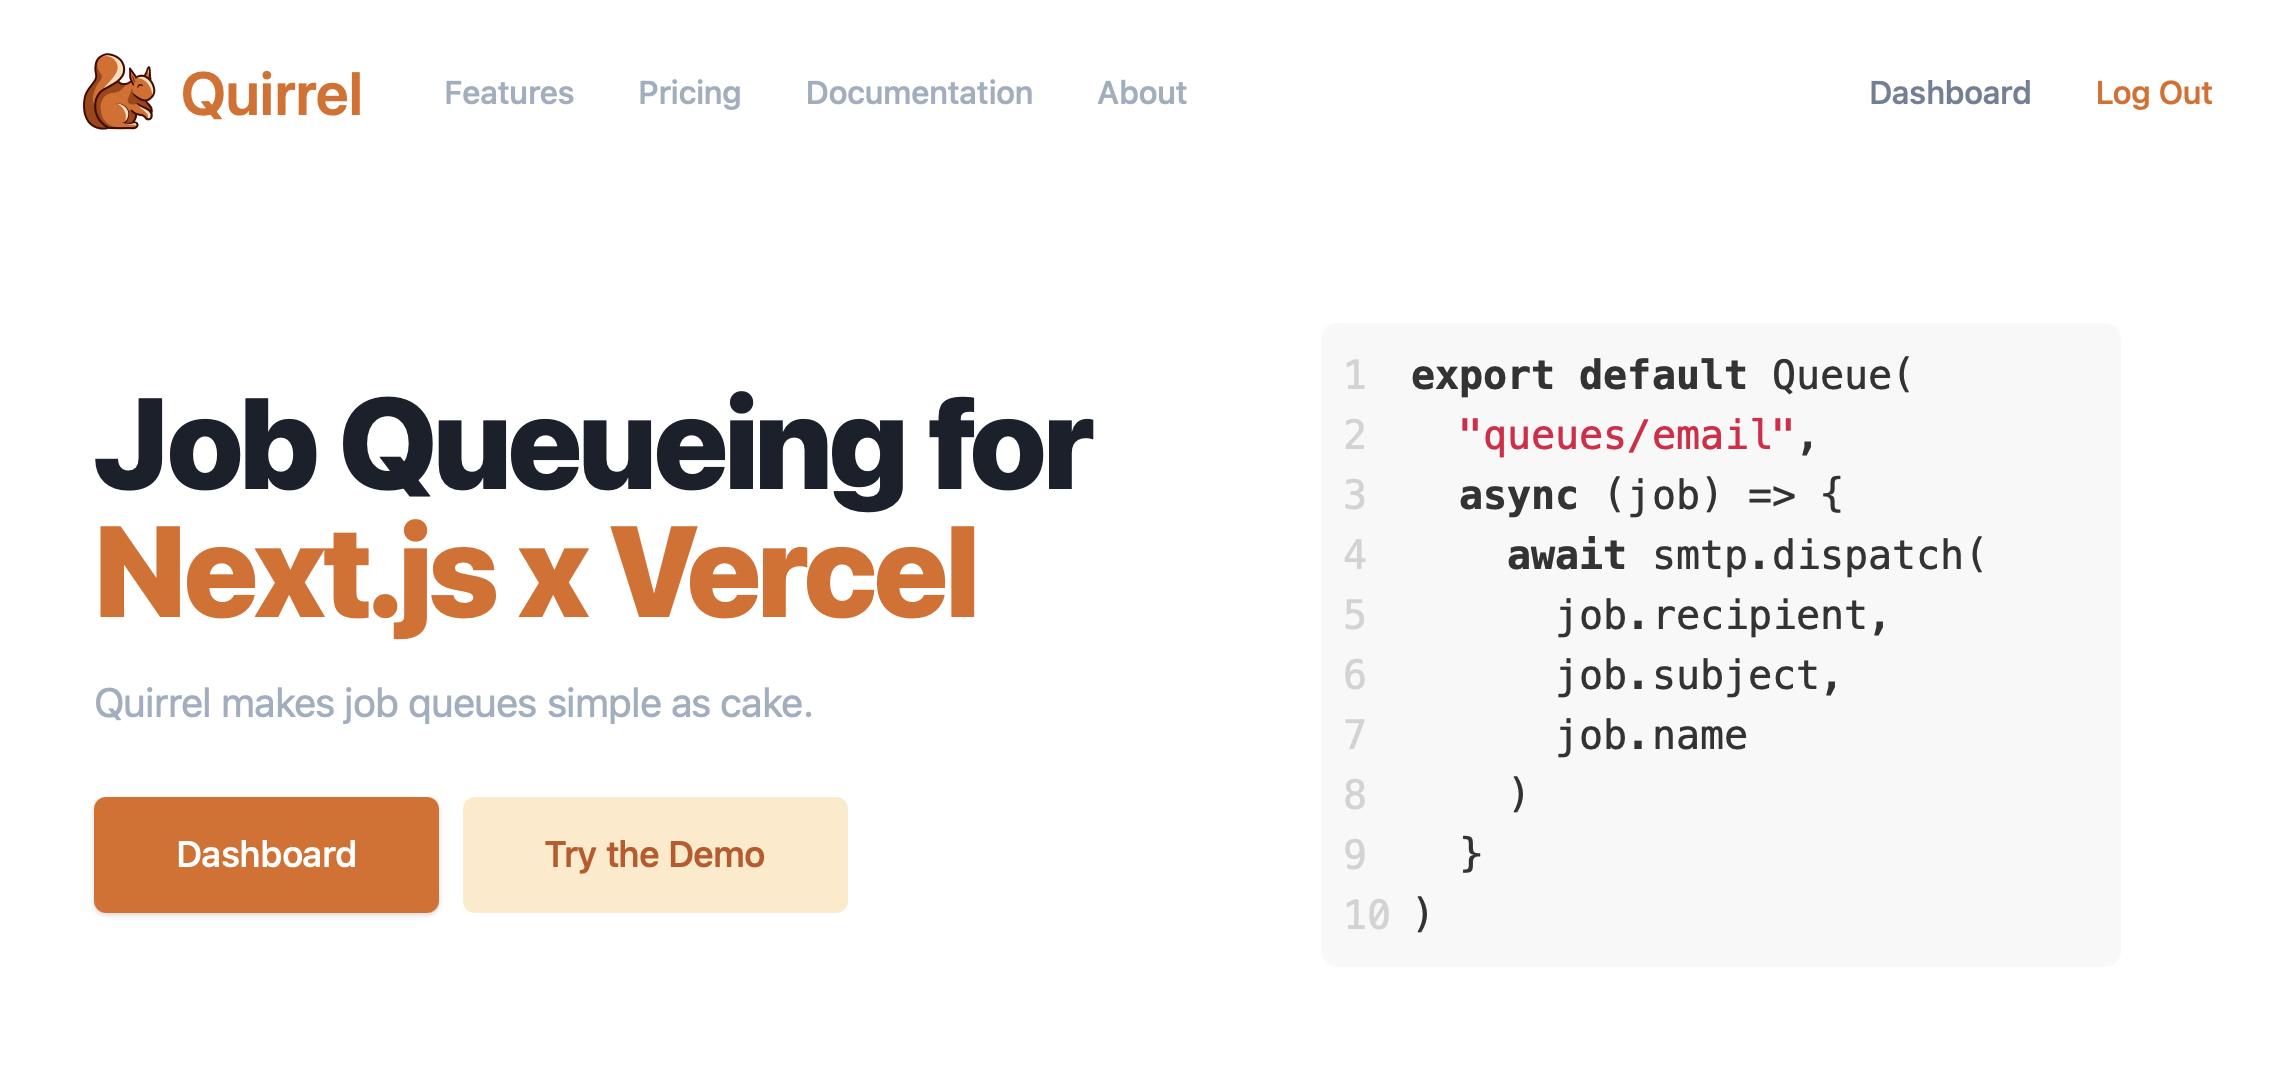 Quirrel
Features
Pricing
Documentation
About
Dashboard
Log Out
Job Queueing for
Next.js x Vercel
Quirrel makes job queues simple as cake.
Dashboard
Try the Demo
1 export default Queue(
2   "queues/email",
3   async (job) => {
4     await smtp.dispatch(
5       job.recipient,
6       job.subject,
7       job.name
8     )
9   }
10 )